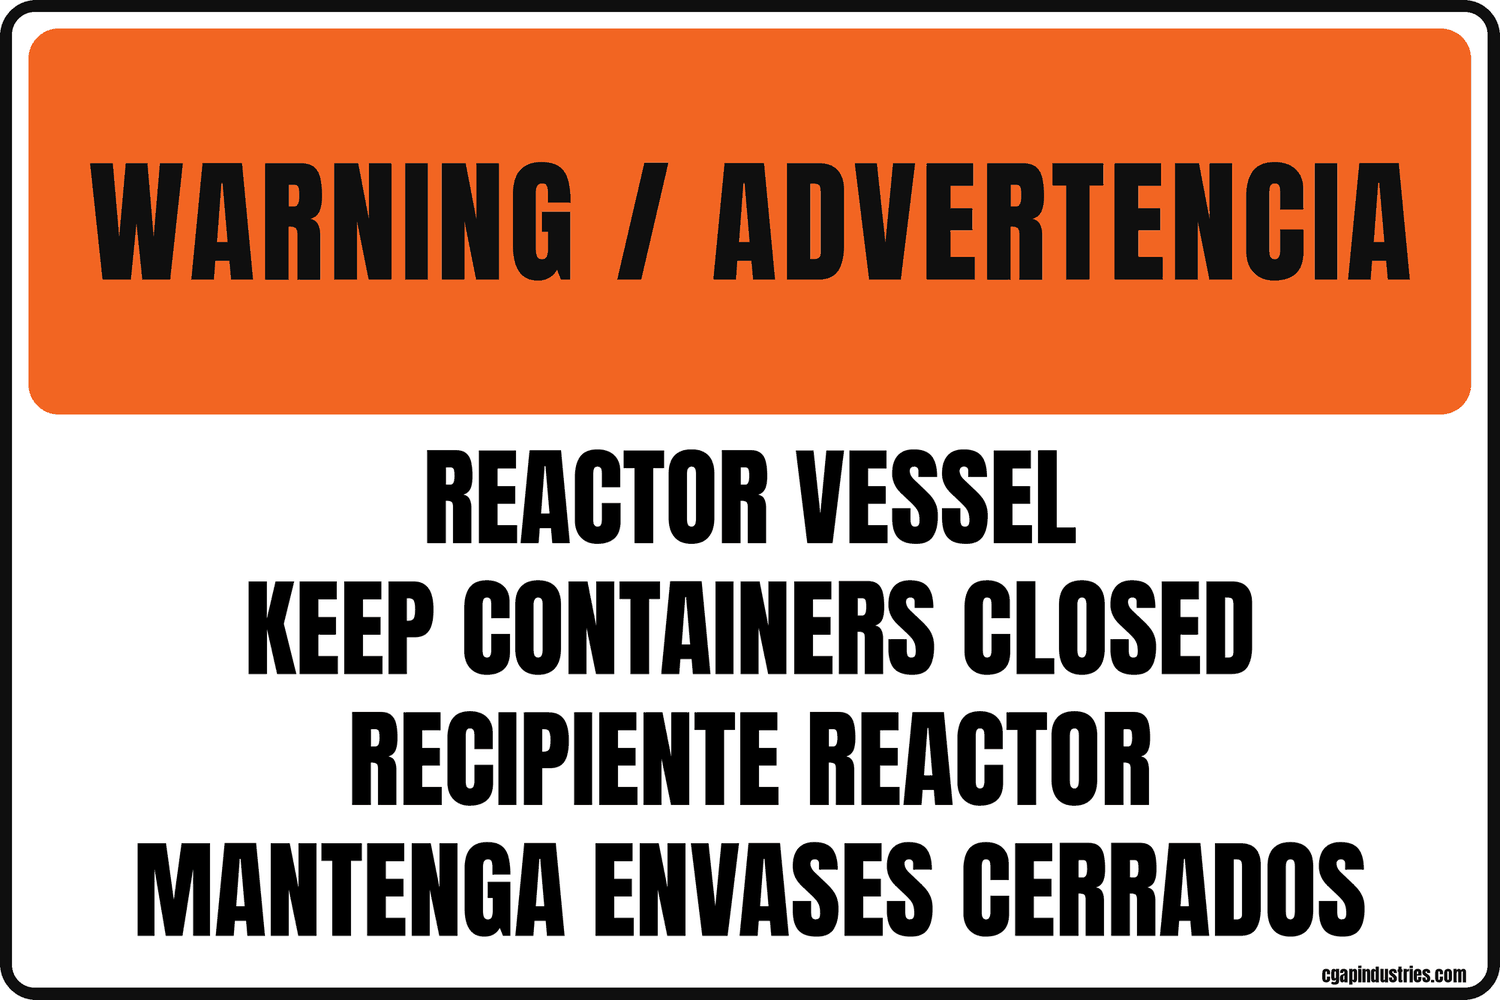 WARNING / ADVERTENCIA
REACTOR VESSEL
KEEP CONTAINERS CLOSED
RECIPIENTE REACTOR
MANTENGA ENVASES CERRADOS
cgapindustries.com